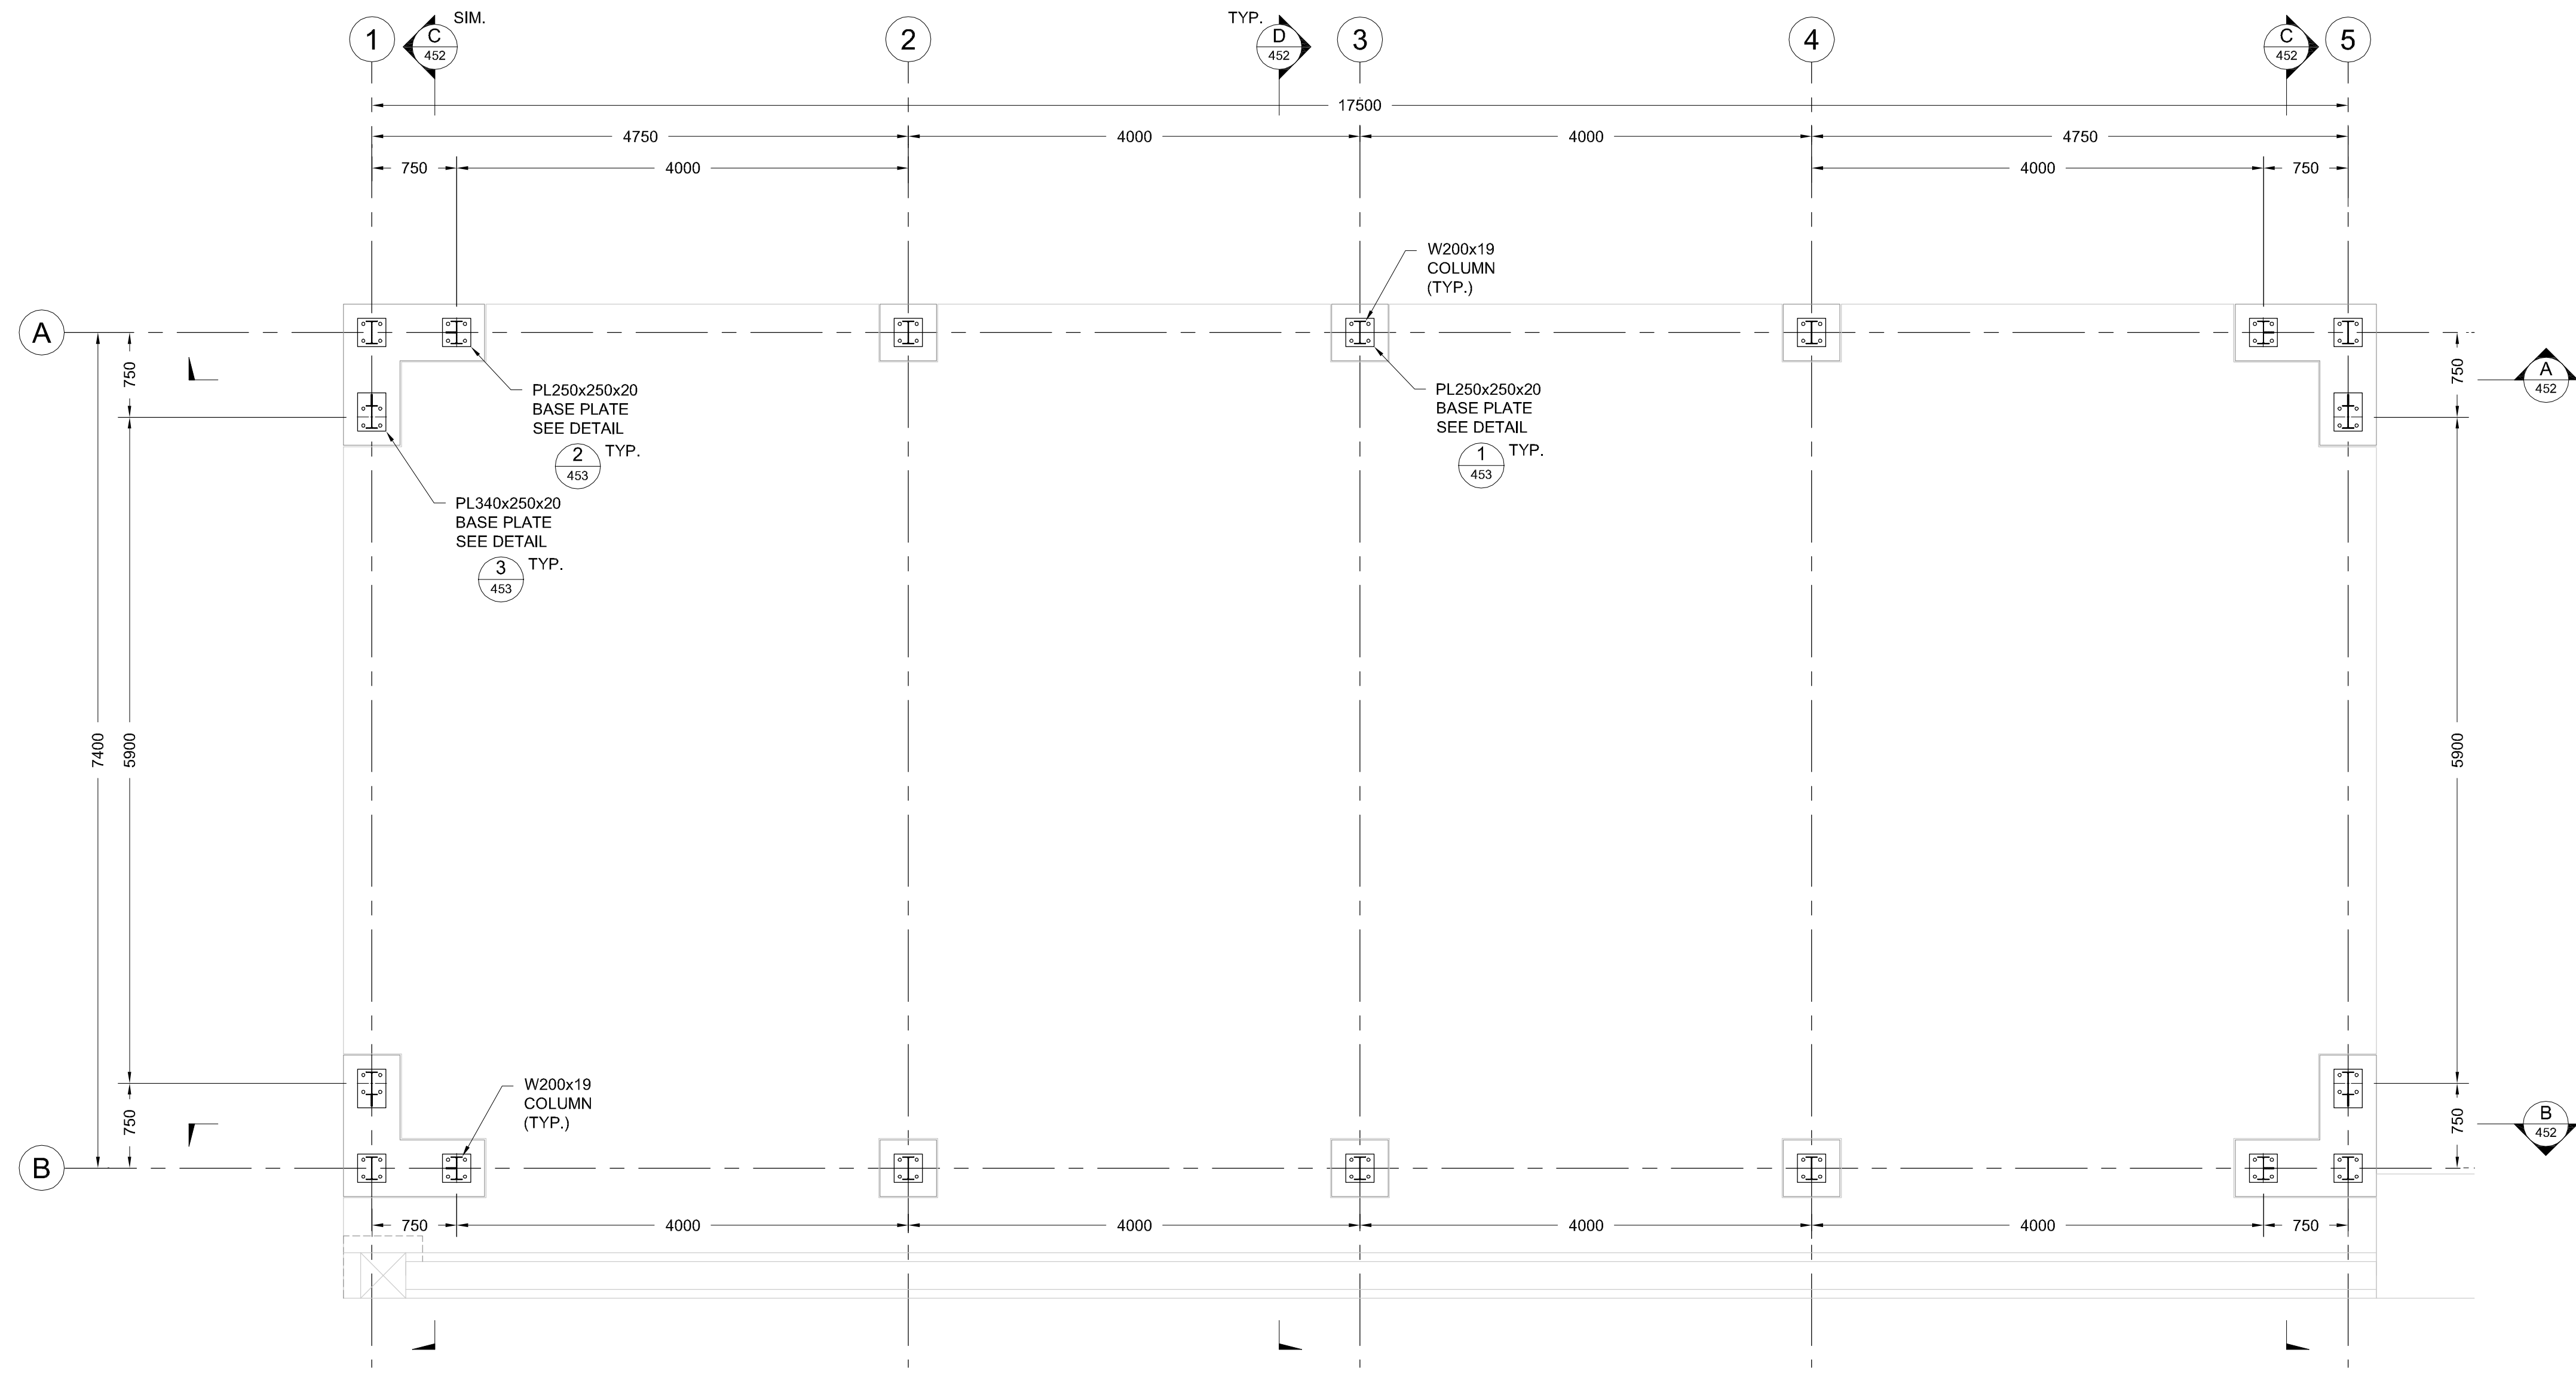 SIM.
TYP.
1
C
452
2
D
452
3
4
C
452
5
17500
4750
4000
4000
4750
750
4000
4000
750
W200x19
COLUMN
(TYP.)
A
750
750
A
452
PL250x250x20
BASE PLATE
SEE DETAIL
2
453
TYP.
PL250x250x20
BASE PLATE
SEE DETAIL
1
453
TYP.
PL340x250x20
BASE PLATE
SEE DETAIL
3
453
TYP.
7400
5900
5900
W200x19
COLUMN
(TYP.)
750
750
B
452
B
750
4000
4000
4000
4000
750